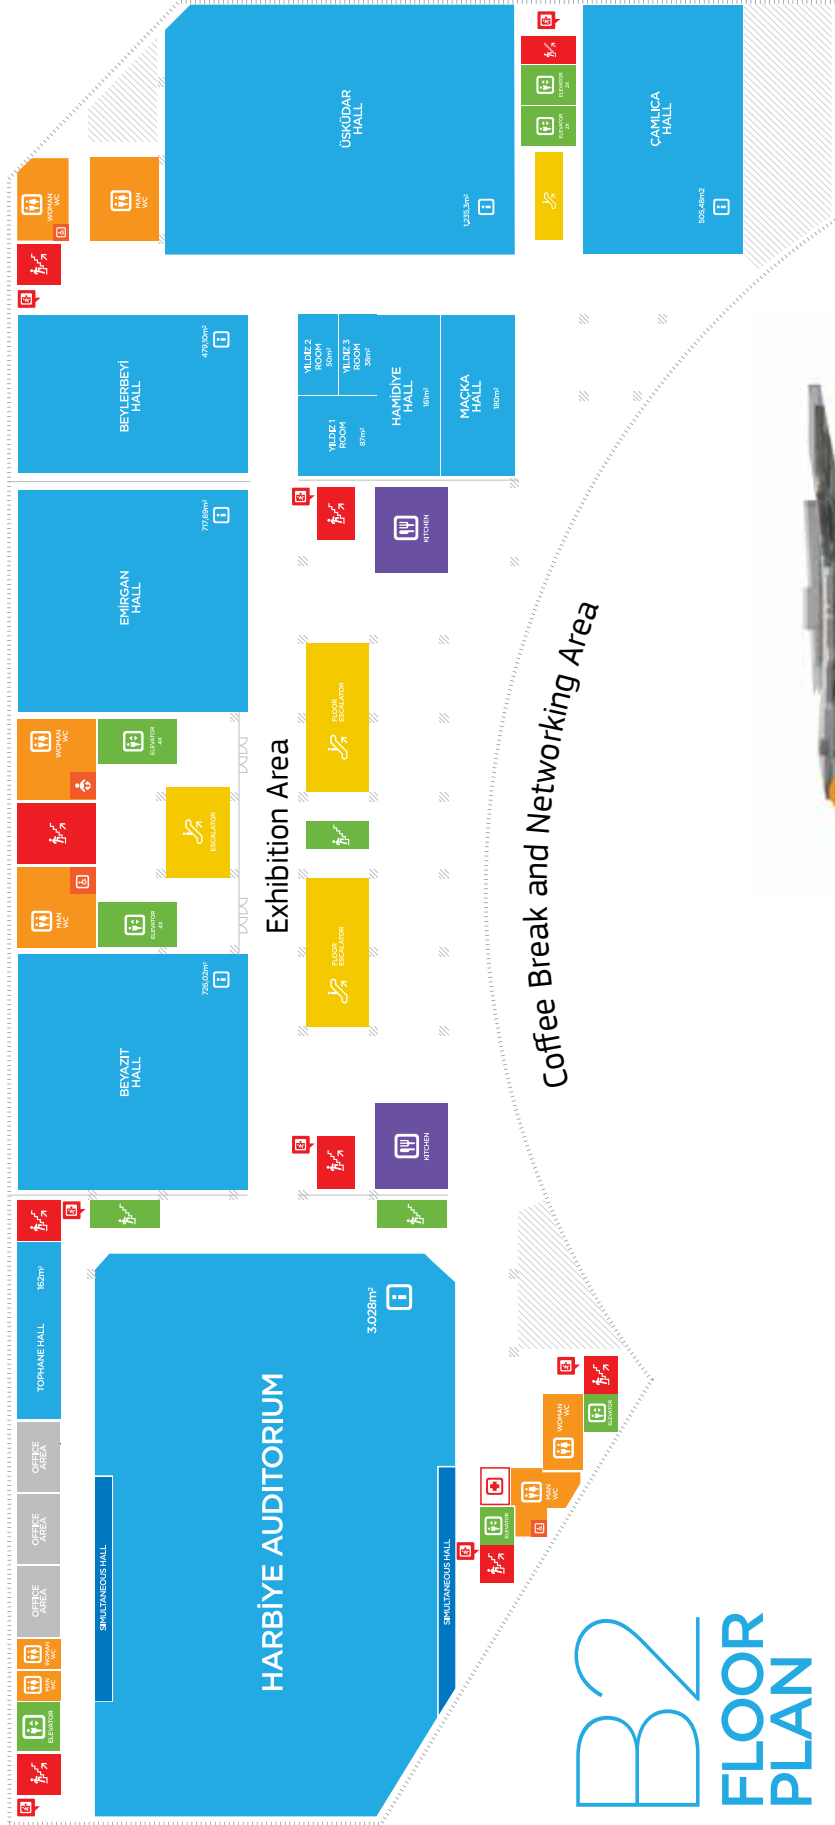 B2
FLOOR
PLAN
OFFICE
AREA
OFFICE
AREA
OFFICE
AREA
ELEVATOR
MAN
WC
WOMAN
WC
TOPHANE HALL
162m²
SIMULTANEOUS HALL
HARBİYE AUDITORIUM
3.028m²
SIMULTANEOUS HALL
ELEVATOR
MAN
WC
WOMAN
WC
ELEVATOR
BEYAZIT
HALL
726,02m²
KITCHEN
MAN
WC
ELEVATOR
4X
ESCALATOR
WOMAN
WC
ELEVATOR
4X
Exhibition Area
FLOOR
ESCALATOR
FLOOR
ESCALATOR
Coffee Break and Networking Area
EMİRGAN
HALL
717,69m²
KITCHEN
BEYLERBEYİ
HALL
479,10m²
YILDIZ 1
ROOM
87m²
YILDIZ 2
ROOM
50m²
YILDIZ 3
ROOM
38m²
HAMİDİYE
HALL
161m²
MAÇKA
HALL
180m²
WOMAN
WC
MAN
WC
ÜSKÜDAR
HALL
1,235,3m²
ELEVATOR
2X
ELEVATOR
2X
ÇAMLICA
HALL
505,48m2